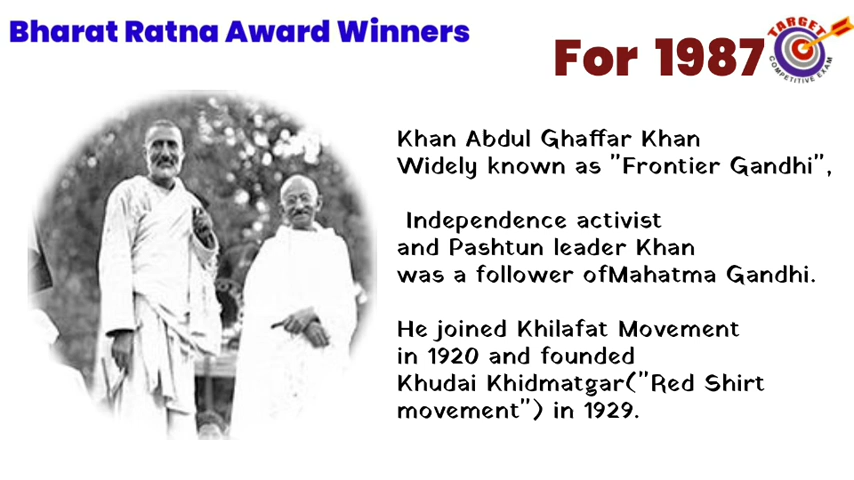 Bharat Ratna Award Winners
For 1987
TARGET
COMPETITIVE EXAM
Khan Abdul Ghaffar Khan
Widely known as "Frontier Gandhi",
Independence activist
and Pashtun leader Khan
was a follower ofMahatma Gandhi.
He joined Khilafat Movement
in 1920 and founded
Khudai Khidmatgar("Red Shirt
movement") in 1929.